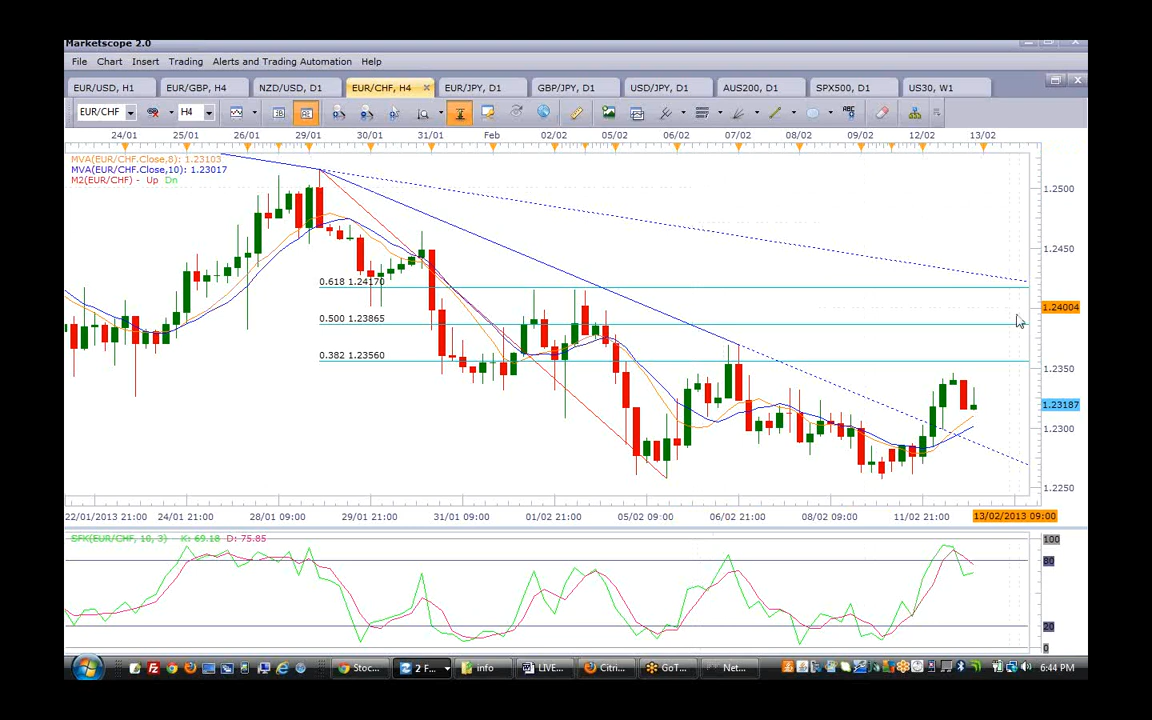 Marketscope 2.0
File Chart Insert Trading Alerts and Trading Automation Help
EUR/USD, H1 EUR/GBP, H4 NZD/USD, D1 EUR/CHF, H4 EUR/JPY, D1 GBP/JPY, D1 USD/JPY, D1 AUS200, D1 SPX500, D1 US30, W1
EUR/CHF H4 ABC
24/01 25/01 26/01 29/01 30/01 31/01 Feb 02/02 05/02 06/02 07/02 08/02 09/02 12/02 13/02
MVA(EUR/CHF.Close,8): 1.23103
MVA(EUR/CHF.Close,10): 1.23017
M2(EUR/CHF) - Up Dn
1.2500
1.2450
0.618 1.24170
1.24004
0.500 1.23865
0.382 1.23560
1.2350
1.23187
1.2300
1.2250
22/01/2013 21:00 24/01 21:00 28/01 09:00 29/01 21:00 31/01 09:00 01/02 21:00 05/02 09:00 06/02 21:00 08/02 09:00 11/02 21:00 13/02/2013 09:00
SFK(EUR/CHF, 10, 3) K: 69.18 D: 75.85
100
80
20
0
Stoc... 2 F... info LIVE... Citri... GoT... Net... 6:44 PM